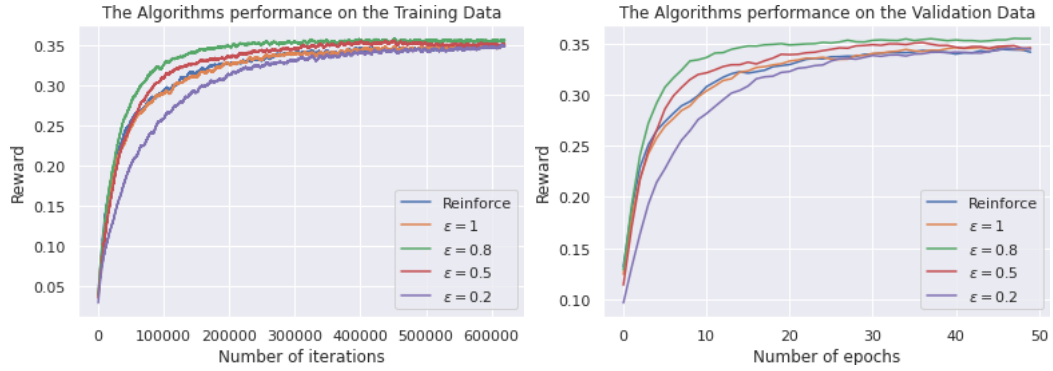 The Algorithms performance on the Training Data
0.35
0.30
0.25
0.20
0.15
0.10
0.05
Reward
0 100000 200000 300000 400000 500000 600000
Number of iterations
Reinforce
ε = 1
ε = 0.8
ε = 0.5
ε = 0.2
The Algorithms performance on the Validation Data
0.35
0.30
0.25
0.20
0.15
0.10
Reward
0 10 20 30 40 50
Number of epochs
Reinforce
ε = 1
ε = 0.8
ε = 0.5
ε = 0.2